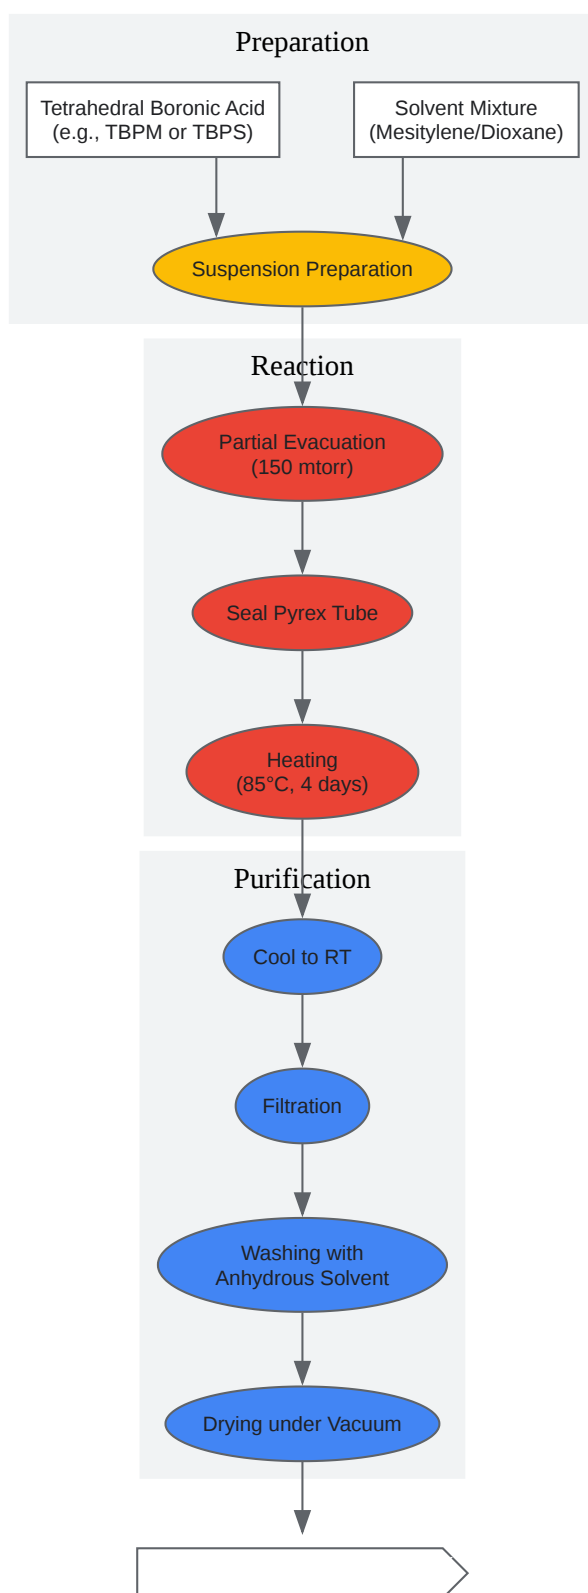 Preparation
Tetrahedral Boronic Acid
(e.g., TBPM or TBPS)
Solvent Mixture
(Mesitylene/Dioxane)
Suspension Preparation
Reaction
Partial Evacuation
(150 mtorr)
Seal Pyrex Tube
Heating
(85°C, 4 days)
Purification
Cool to RT
Filtration
Washing with
Anhydrous Solvent
Drying under Vacuum